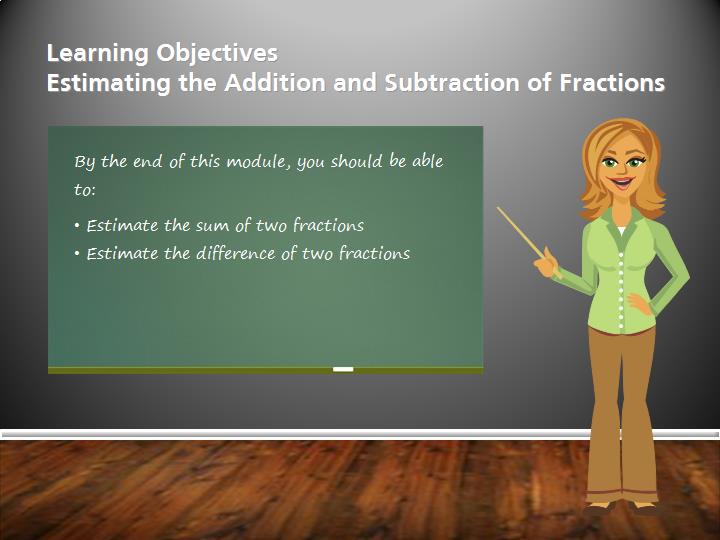 Learning Objectives
Estimating the Addition and Subtraction of Fractions
By the end of this module, you should be able
to:
• Estimate the sum of two fractions
• Estimate the difference of two fractions